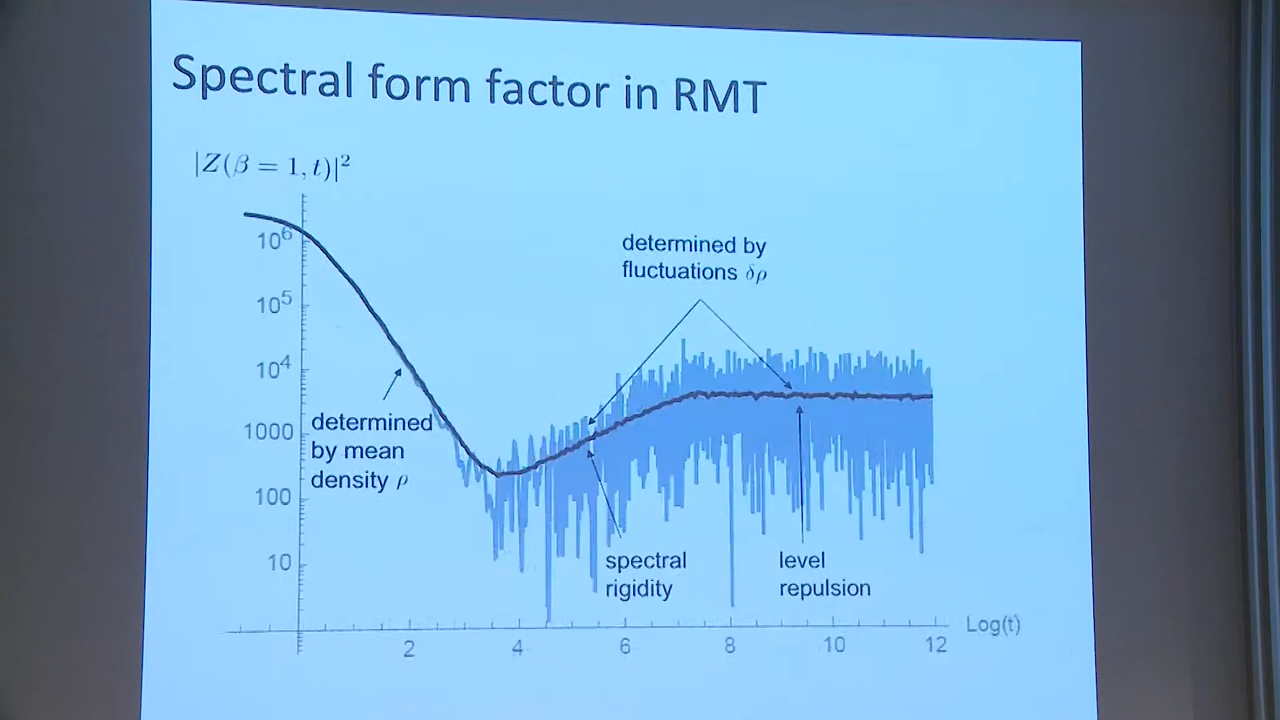 Spectral form factor in RMT
|Z(β = 1, t)|²
10⁶
10⁵
10⁴
1000
100
10
determined by
fluctuations δρ
determined
by mean
density ρ
spectral
rigidity
level
repulsion
2 4 6 8 10 12
Log(t)